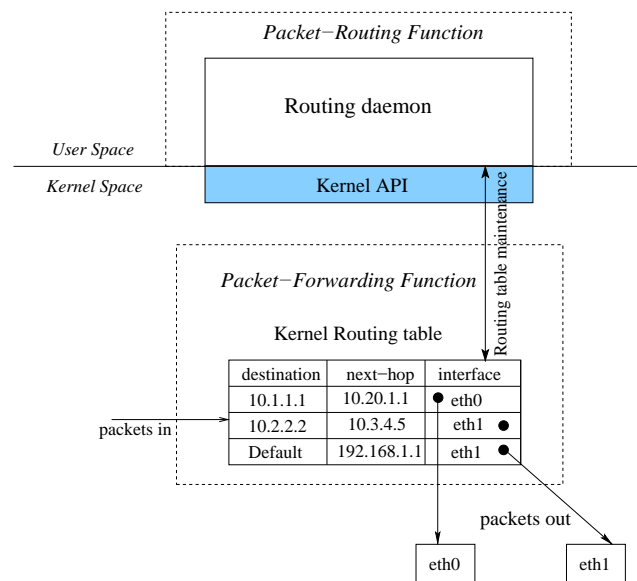 Packet−Routing Function
Routing daemon
User Space
Kernel Space
Kernel API
Routing table maintenance
Packet−Forwarding Function
Kernel Routing table
destination next−hop interface
10.1.1.1 10.20.1.1 eth0
10.2.2.2 10.3.4.5 eth1
Default 192.168.1.1 eth1
packets in
packets out
eth0 eth1